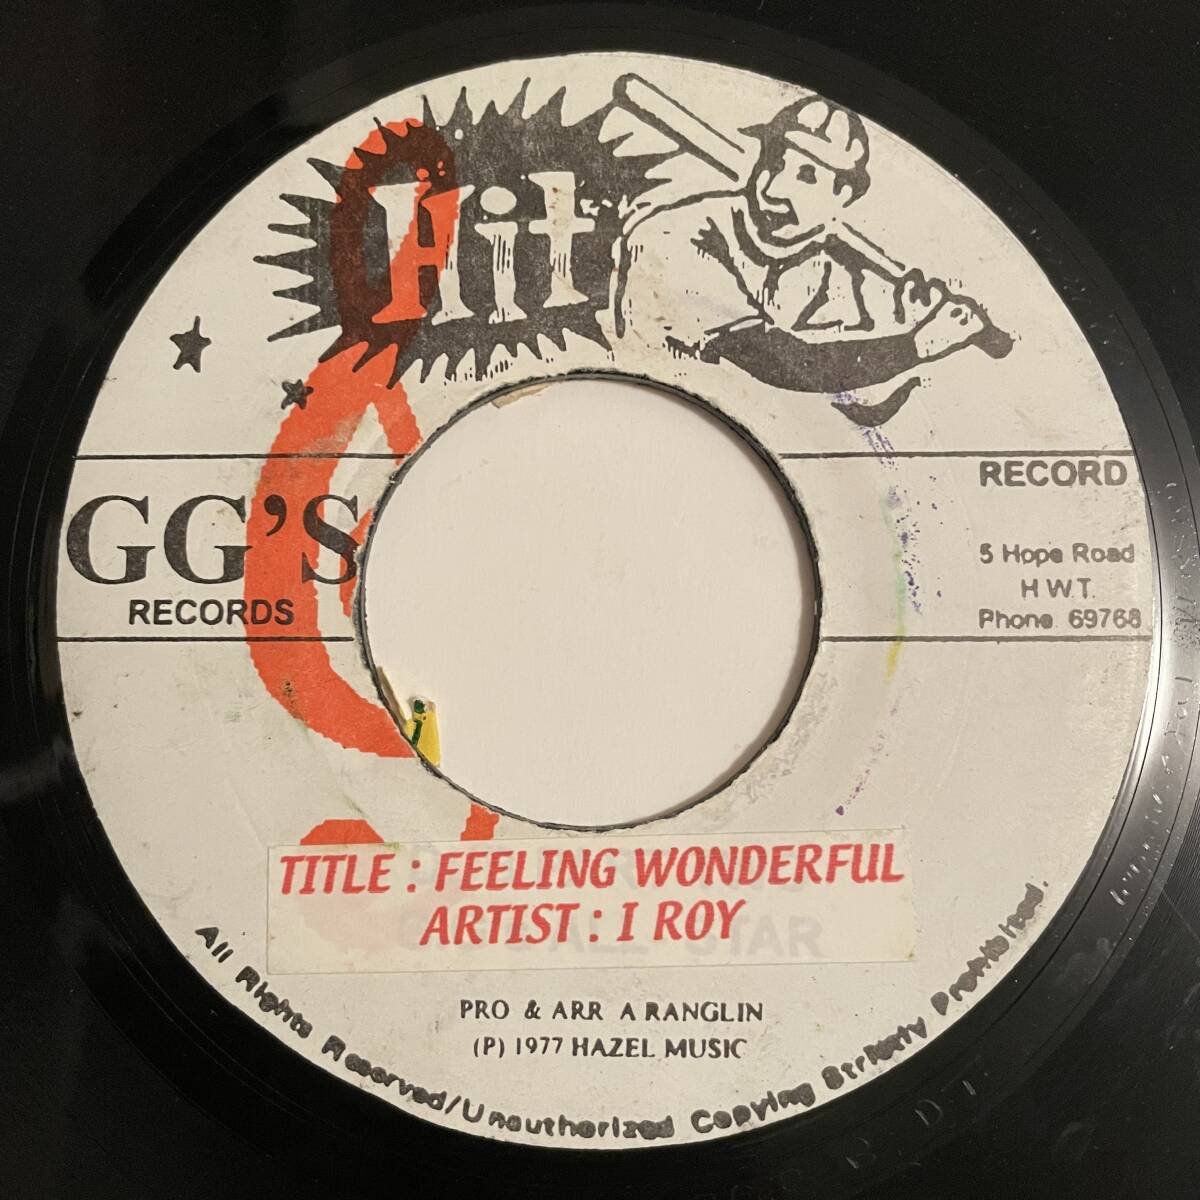 Hit
GG'S
RECORDS
RECORD
5 Hope Road
H W.T.
Phone 69768
TITLE : FEELING WONDERFUL
ARTIST : I ROY
STAR
PRO & ARR A RANGLIN
(P) 1977 HAZEL MUSIC
All Rights Reserved/Unauthorized Copying Strictly Prohibited.